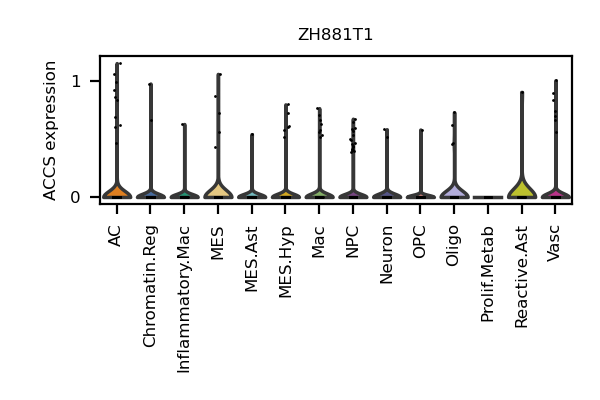 ZH881T1
ACCS expression
1
0
AC
Chromatin.Reg
Inflammatory.Mac
MES
MES.Ast
MES.Hyp
Mac
NPC
Neuron
OPC
Oligo
Prolif.Metab
Reactive.Ast
Vasc